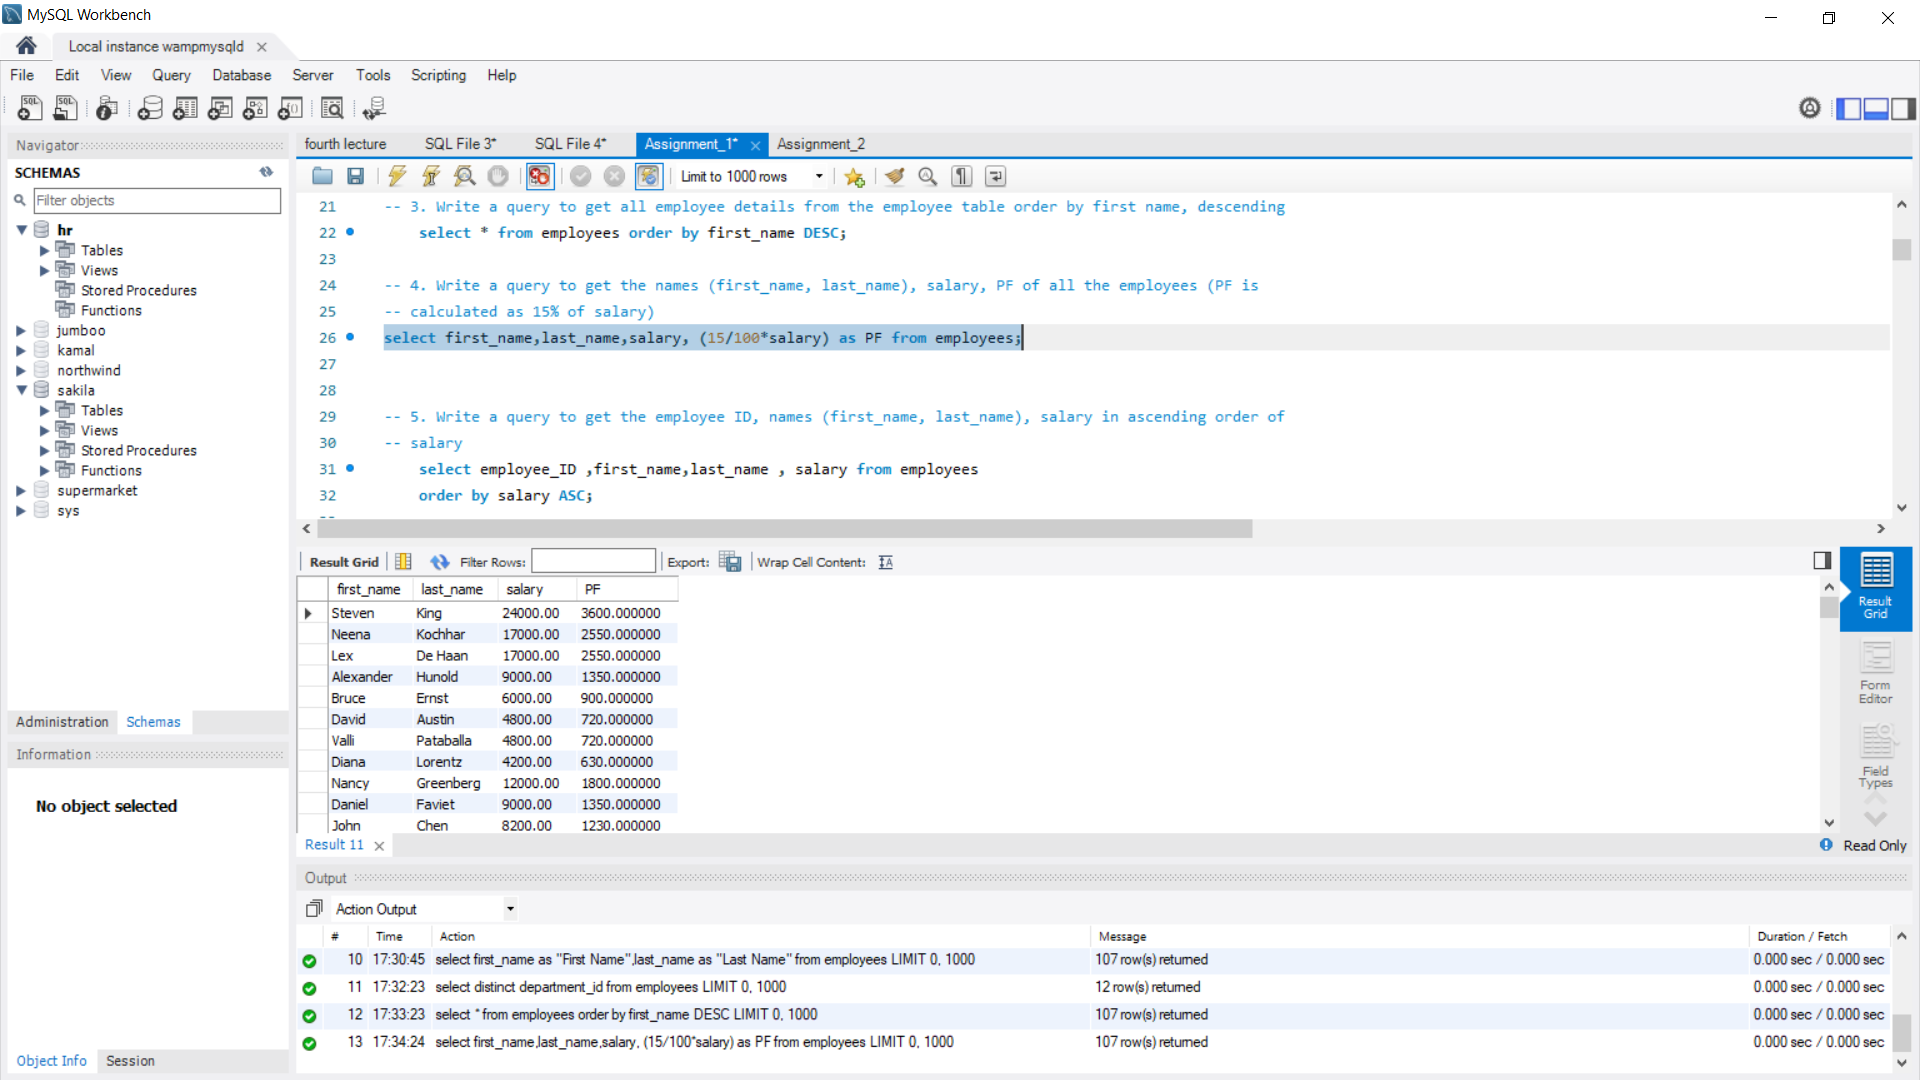 MySQL Workbench
Local instance wampmysqld
File Edit View Query Database Server Tools Scripting Help
Navigator
SCHEMAS
Filter objects
hr
Tables
Views
Stored Procedures
Functions
jumboo
kamal
northwind
sakila
Tables
Views
Stored Procedures
Functions
supermarket
sys
Administration Schemas
Information
No object selected
Object Info Session
fourth lecture SQL File 3* SQL File 4* Assignment_1* Assignment_2
Limit to 1000 rows
21 -- 3. Write a query to get all employee details from the employee table order by first name, descending
22 select * from employees order by first_name DESC;
23
24 -- 4. Write a query to get the names (first_name, last_name), salary, PF of all the employees (PF is
25 -- calculated as 15% of salary)
26 select first_name,last_name,salary, (15/100*salary) as PF from employees;
27
28
29 -- 5. Write a query to get the employee ID, names (first_name, last_name), salary in ascending order of
30 -- salary
31 select employee_ID ,first_name,last_name , salary from employees
32 order by salary ASC;
Result Grid Filter Rows: Export: Wrap Cell Content:
first_name last_name salary PF
Steven King 24000.00 3600.000000
Neena Kochhar 17000.00 2550.000000
Lex De Haan 17000.00 2550.000000
Alexander Hunold 9000.00 1350.000000
Bruce Ernst 6000.00 900.000000
David Austin 4800.00 720.000000
Valli Pataballa 4800.00 720.000000
Diana Lorentz 4200.00 630.000000
Nancy Greenberg 12000.00 1800.000000
Daniel Faviet 9000.00 1350.000000
John Chen 8200.00 1230.000000
Result Grid
Form Editor
Field Types
Result 11
Read Only
Output
Action Output
# Time Action Message Duration / Fetch
10 17:30:45 select first_name as "First Name",last_name as "Last Name" from employees LIMIT 0, 1000 107 row(s) returned 0.000 sec / 0.000 sec
11 17:32:23 select distinct department_id from employees LIMIT 0, 1000 12 row(s) returned 0.000 sec / 0.000 sec
12 17:33:23 select * from employees order by first_name DESC LIMIT 0, 1000 107 row(s) returned 0.000 sec / 0.000 sec
13 17:34:24 select first_name,last_name,salary, (15/100*salary) as PF from employees LIMIT 0, 1000 107 row(s) returned 0.000 sec / 0.000 sec